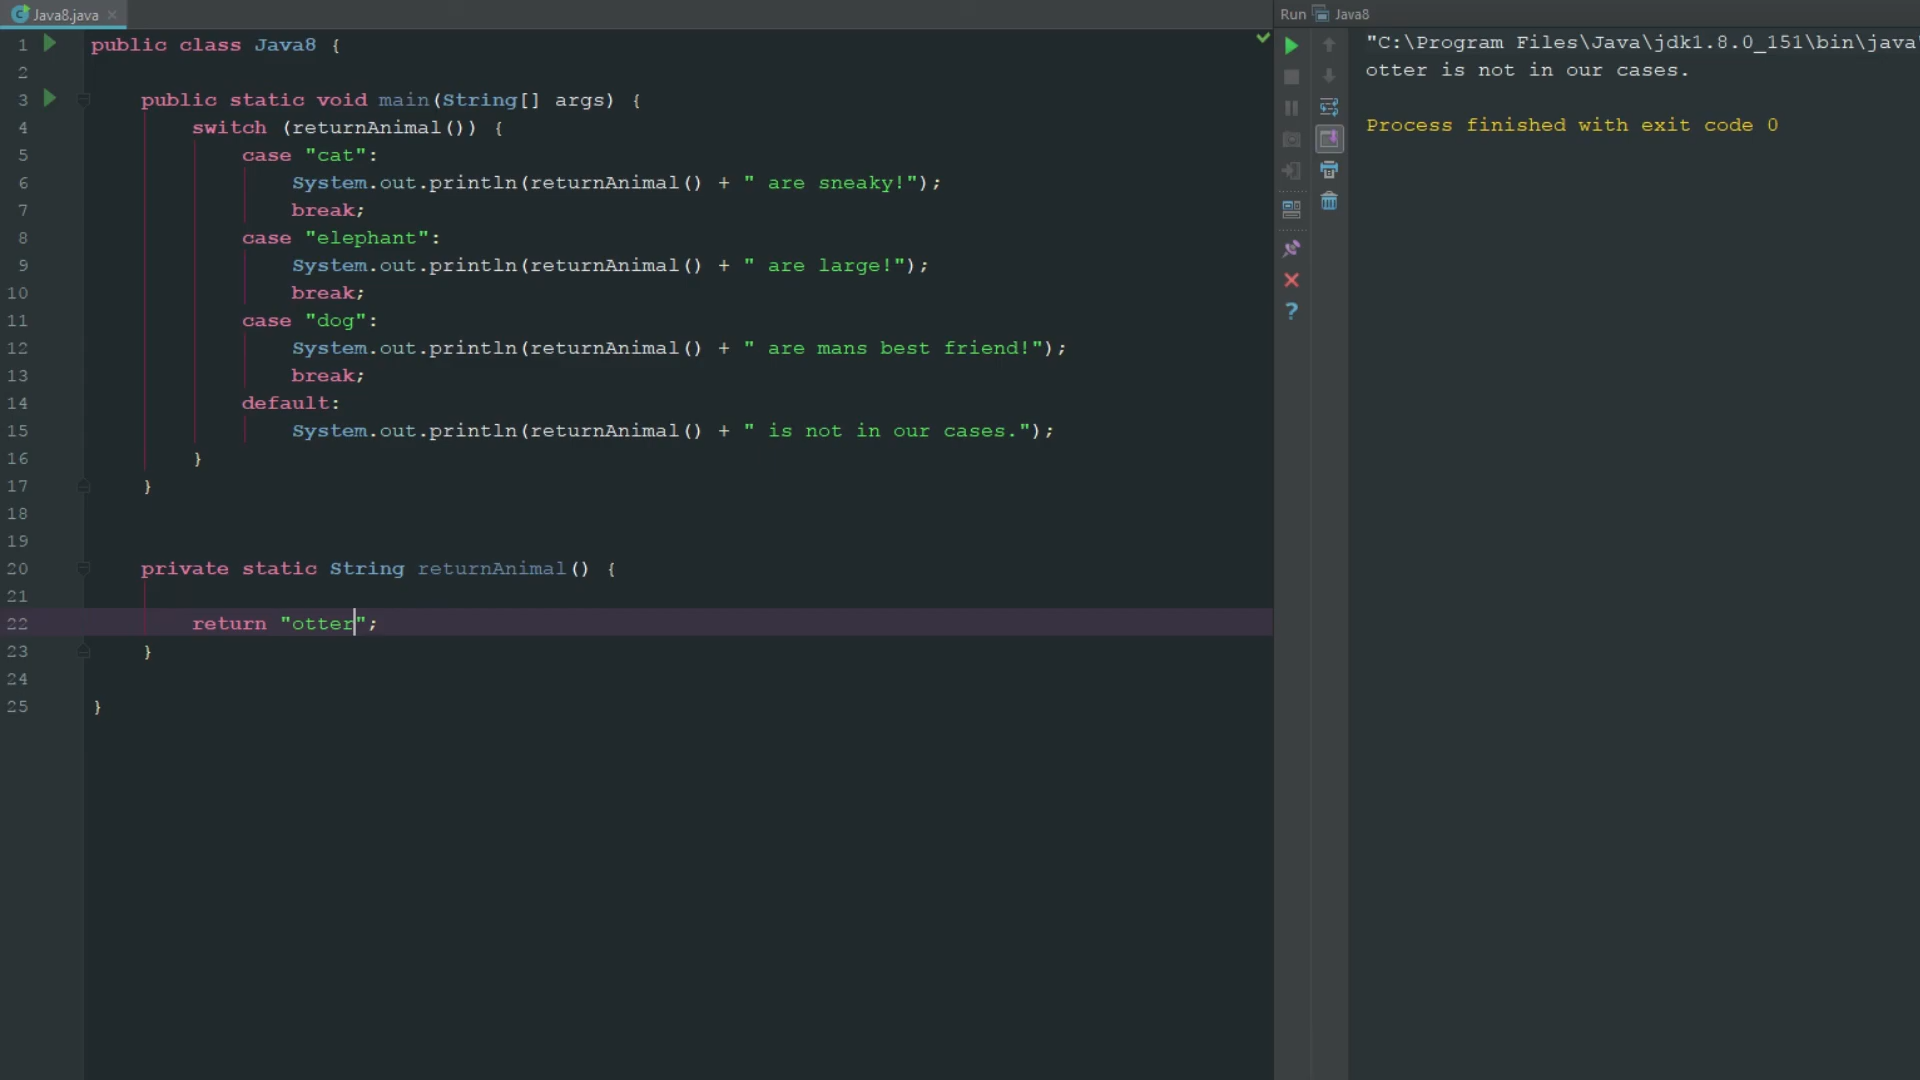 Java8.java
1 public class Java8 {
2
3 public static void main(String[] args) {
4 switch (returnAnimal()) {
5 case "cat":
6 System.out.println(returnAnimal() + " are sneaky!");
7 break;
8 case "elephant":
9 System.out.println(returnAnimal() + " are large!");
10 break;
11 case "dog":
12 System.out.println(returnAnimal() + " are mans best friend!");
13 break;
14 default:
15 System.out.println(returnAnimal() + " is not in our cases.");
16 }
17 }
18
19
20 private static String returnAnimal() {
21
22 return "otter";
23 }
24
25 }
Run Java8
"C:\Program Files\Java\jdk1.8.0_151\bin\java
otter is not in our cases.
Process finished with exit code 0